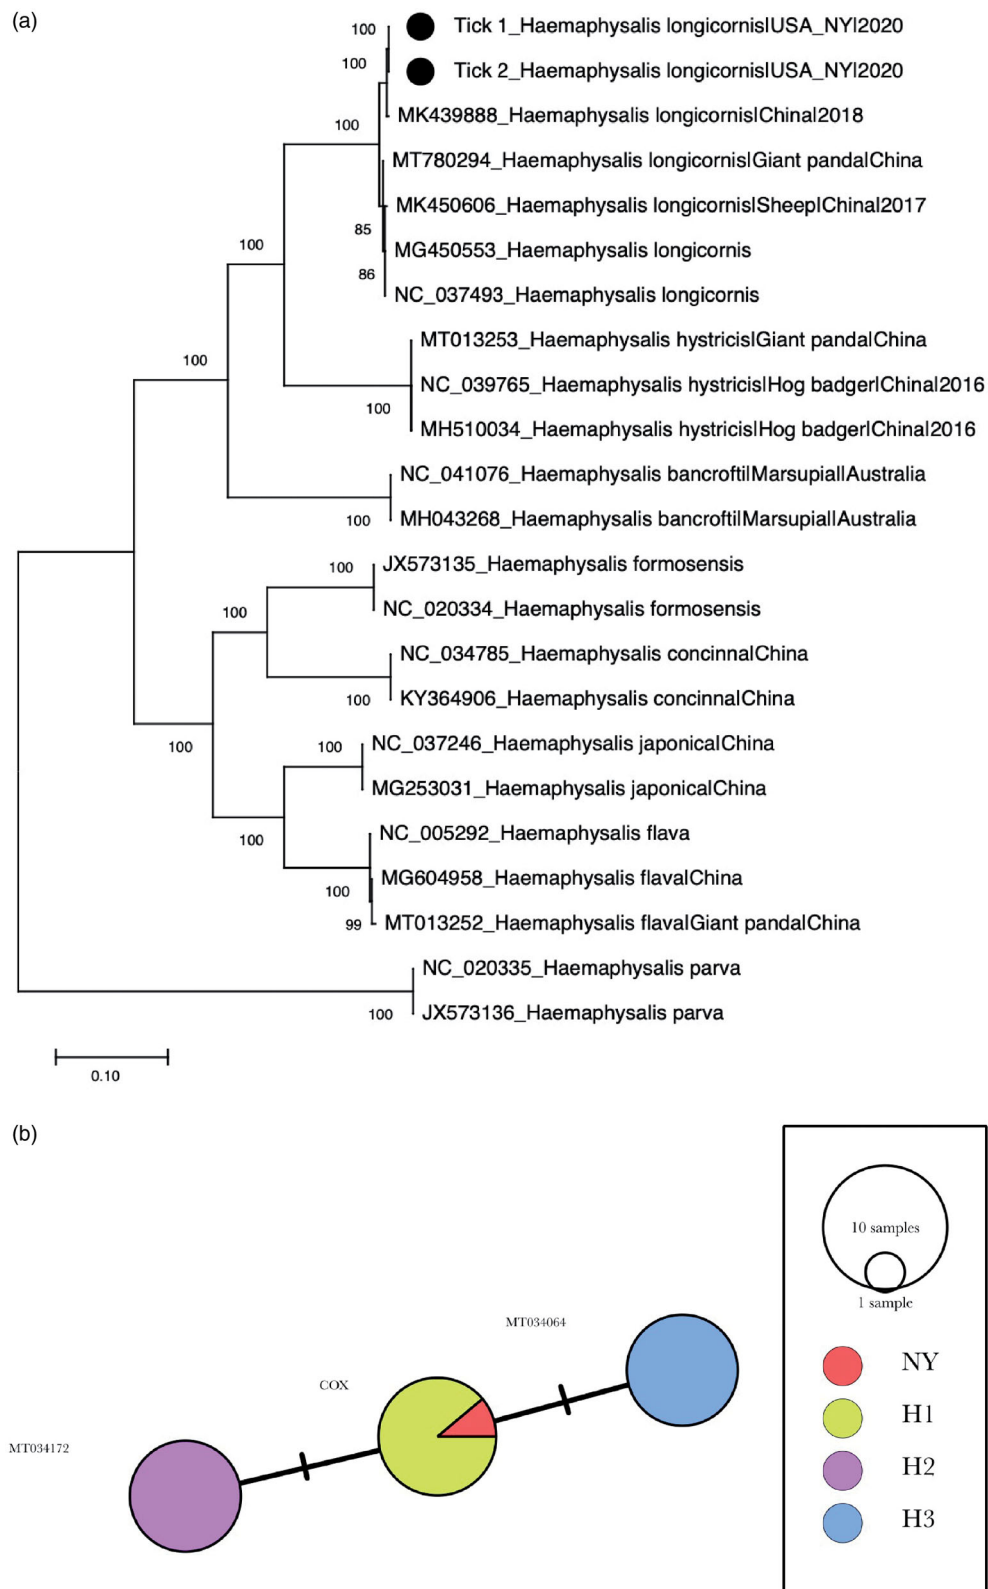 (a)
100
Tick 1_Haemaphysalis longicornis|USA_NY|2020
100
Tick 2_Haemaphysalis longicornis|USA_NY|2020
100
MK439888_Haemaphysalis longicornis|China|2018
MT780294_Haemaphysalis longicornis|Giant panda|China
MK450606_Haemaphysalis longicornis|Sheep|China|2017
85
MG450553_Haemaphysalis longicornis
86
NC_037493_Haemaphysalis longicornis
100
MT013253_Haemaphysalis hystricis|Giant panda|China
100
NC_039765_Haemaphysalis hystricis|Hog badger|China|2016
100
MH510034_Haemaphysalis hystricis|Hog badger|China|2016
NC_041076_Haemaphysalis bancrofti|Marsupial|Australia
100
MH043268_Haemaphysalis bancrofti|Marsupial|Australia
100
JX573135_Haemaphysalis formosensis
100
NC_020334_Haemaphysalis formosensis
NC_034785_Haemaphysalis concinna|China
100
KY364906_Haemaphysalis concinna|China
100
100
NC_037246_Haemaphysalis japonica|China
MG253031_Haemaphysalis japonica|China
100
NC_005292_Haemaphysalis flava
100
MG604958_Haemaphysalis flava|China
99
MT013252_Haemaphysalis flava|Giant panda|China
NC_020335_Haemaphysalis parva
100
JX573136_Haemaphysalis parva
0.10
(b)
10 samples
1 sample
MT034064
COX
MT034172
NY
H1
H2
H3